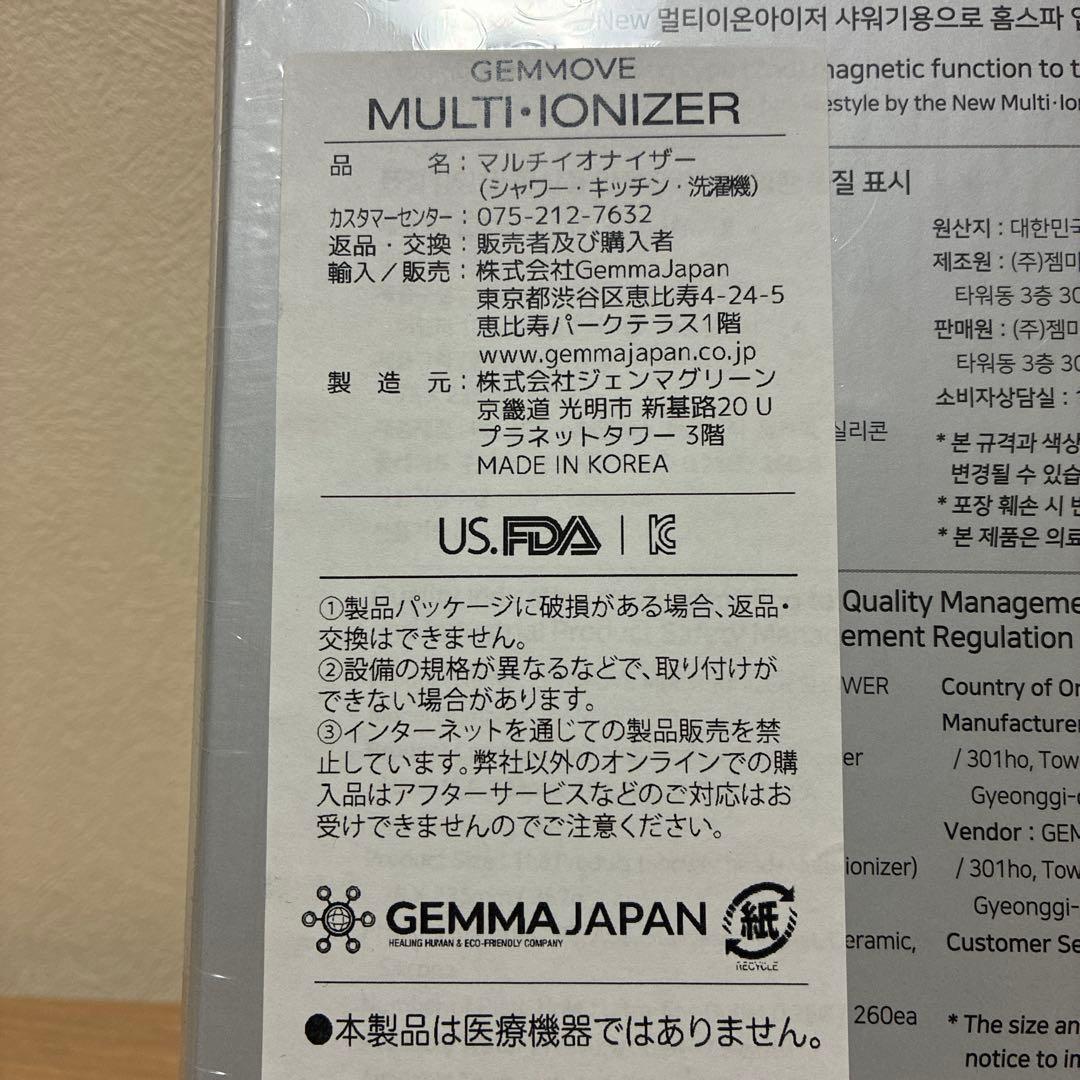 New 멀티이온아이저 샤워기용으로 홈스파
magnetic function to
estyle by the New Multi·Io
GEMMOVE
MULTI·IONIZER
品 名：マルチイオナイザー
（シャワー・キッチン・洗濯機）
カスタマーセンター：075-212-7632
返品・交換：販売者及び購入者
輸入／販売：株式会社GemmaJapan
東京都渋谷区恵比寿4-24-5
恵比寿パークテラス1階
www.gemmajapan.co.jp
製 造 元：株式会社ジェンマグリーン
京畿道 光明市 新基路20 U
プラネットタワー 3階
MADE IN KOREA
US.FDA | KC
①製品パッケージに破損がある場合、返品・
交換はできません。
②設備の規格が異なるなどで、取り付けが
できない場合があります。
③インターネットを通じての製品販売を禁
止しています。弊社以外のオンラインでの購
入品はアフターサービスなどのご対応はお
受けできませんのでご注意ください。
GEMMA JAPAN
HEALING HUMAN & ECO-FRIENDLY COMPANY
紙
RECYCLE
●本製品は医療機器ではありません。
질 표시
원산지 : 대한민국
제조원 : (주)젬마
타워동 3층 30
판매원 : (주)젬마
타워동 3층 30
소비자상담실 : 1
실리콘
* 본 규격과 색상
변경될 수 있습
* 포장 훼손 시 반
* 본 제품은 의료
Quality Manageme
ement Regulation
WER
Country of Or
Manufacturer
er
/ 301ho, Tow
Gyeonggi-d
Vendor : GEM
ionizer)
/ 301ho, Tow
Gyeonggi-
eramic,
Customer Se
260ea
* The size an
notice to im